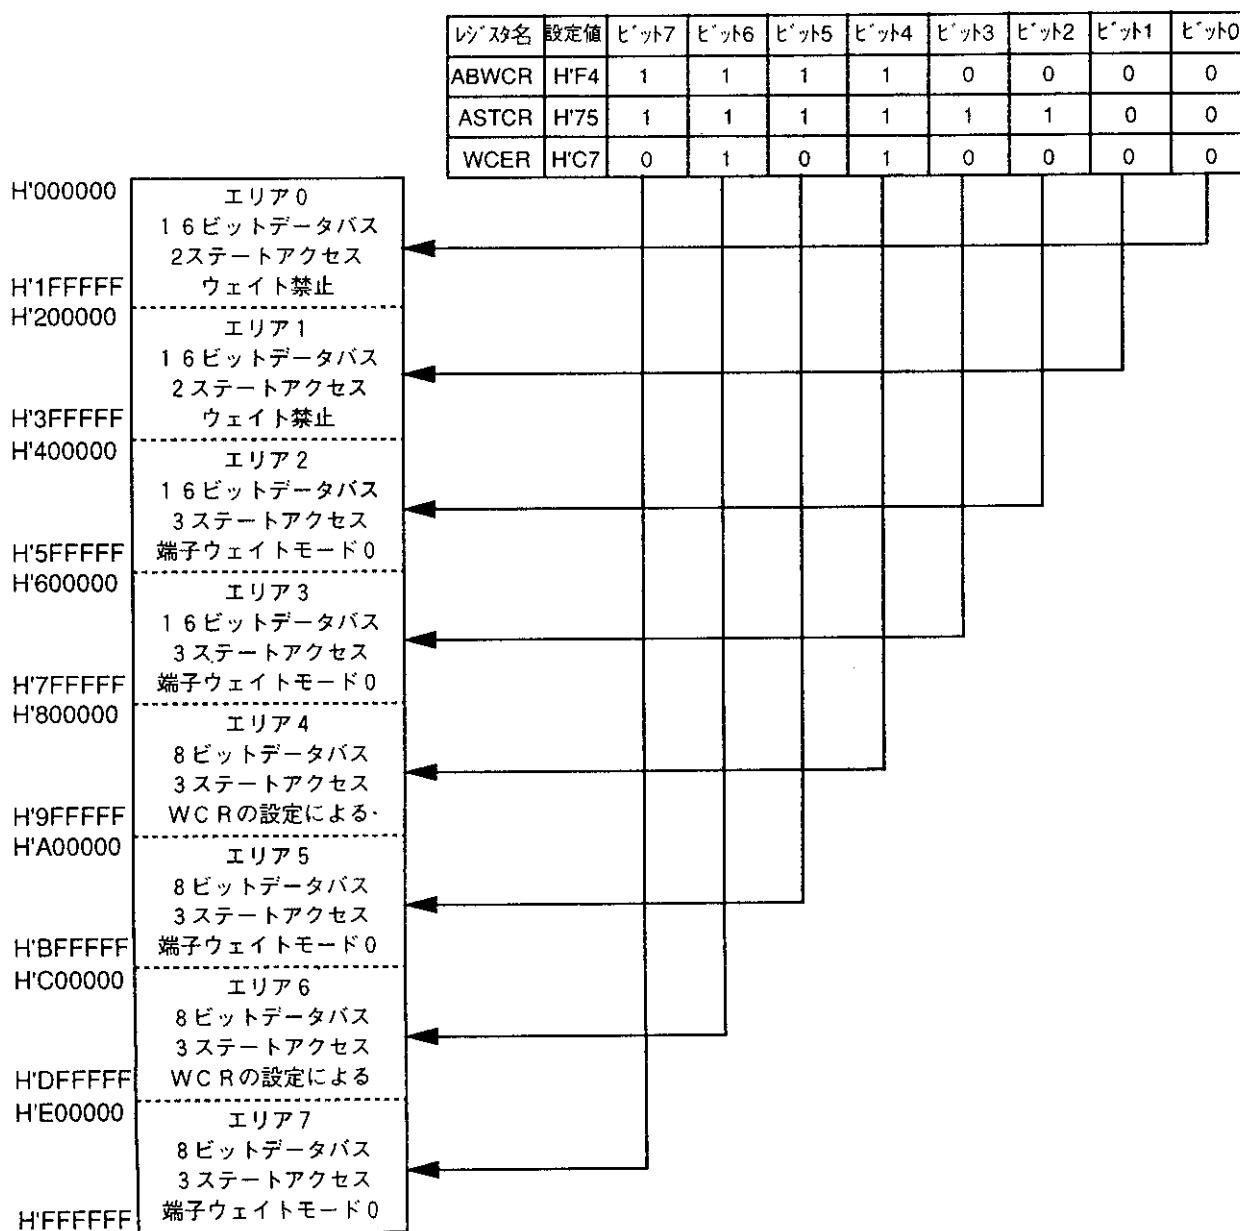 レジスタ名 設定値 ビット7 ビット6 ビット5 ビット4 ビット3 ビット2 ビット1 ビット0
ABWCR H'F4 1 1 1 1 0 0 0 0
ASTCR H'75 1 1 1 1 1 1 0 0
WCER H'C7 0 1 0 1 0 0 0 0
H'000000
エリア0
16ビットデータバス
2ステートアクセス
H'1FFFFF ウェイト禁止
H'200000
エリア1
16ビットデータバス
2ステートアクセス
H'3FFFFF ウェイト禁止
H'400000
エリア2
16ビットデータバス
3ステートアクセス
H'5FFFFF 端子ウェイトモード0
H'600000
エリア3
16ビットデータバス
3ステートアクセス
H'7FFFFF 端子ウェイトモード0
H'800000
エリア4
8ビットデータバス
3ステートアクセス
H'9FFFFF WCRの設定による
H'A00000
エリア5
8ビットデータバス
3ステートアクセス
H'BFFFFF 端子ウェイトモード0
H'C00000
エリア6
8ビットデータバス
3ステートアクセス
H'DFFFFF WCRの設定による
H'E00000
エリア7
8ビットデータバス
3ステートアクセス
端子ウェイトモード0
H'FFFFFF